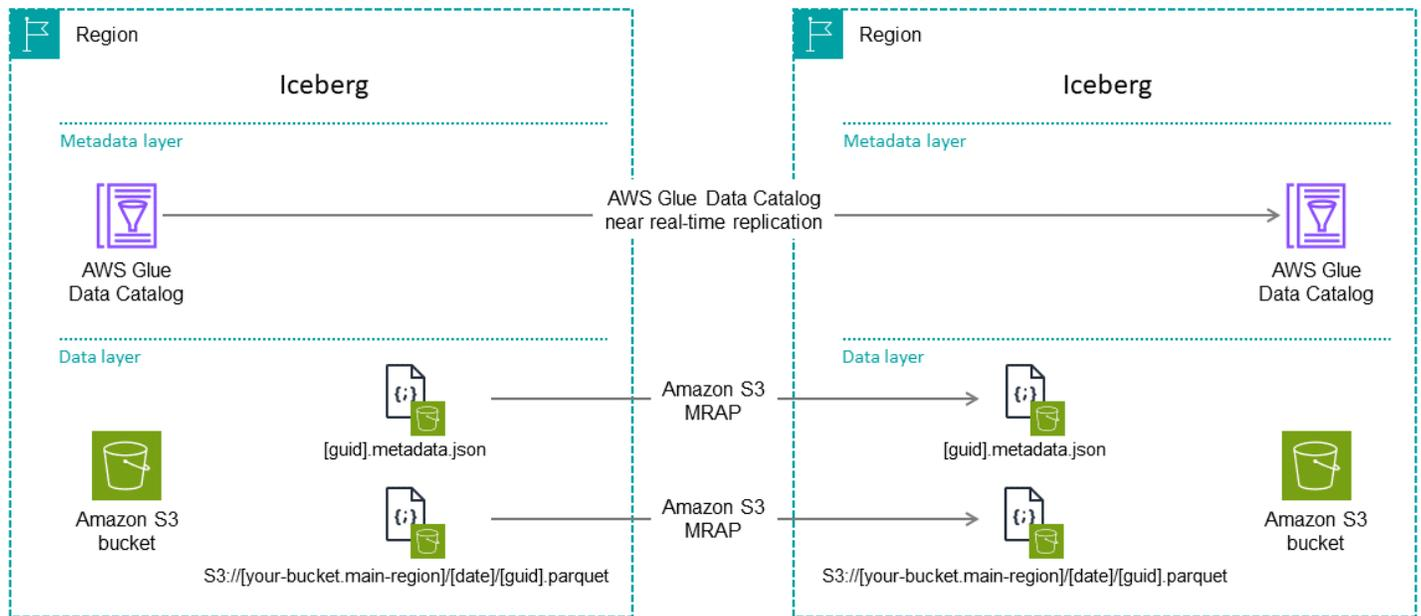 Region
Iceberg
Metadata layer
AWS Glue
Data Catalog
Data layer
[guid].metadata.json
Amazon S3
bucket
S3://[your-bucket.main-region]/[date]/[guid].parquet
AWS Glue Data Catalog
near real-time replication
Amazon S3
MRAP
Amazon S3
MRAP
Region
Iceberg
Metadata layer
AWS Glue
Data Catalog
Data layer
[guid].metadata.json
Amazon S3
bucket
S3://[your-bucket.main-region]/[date]/[guid].parquet